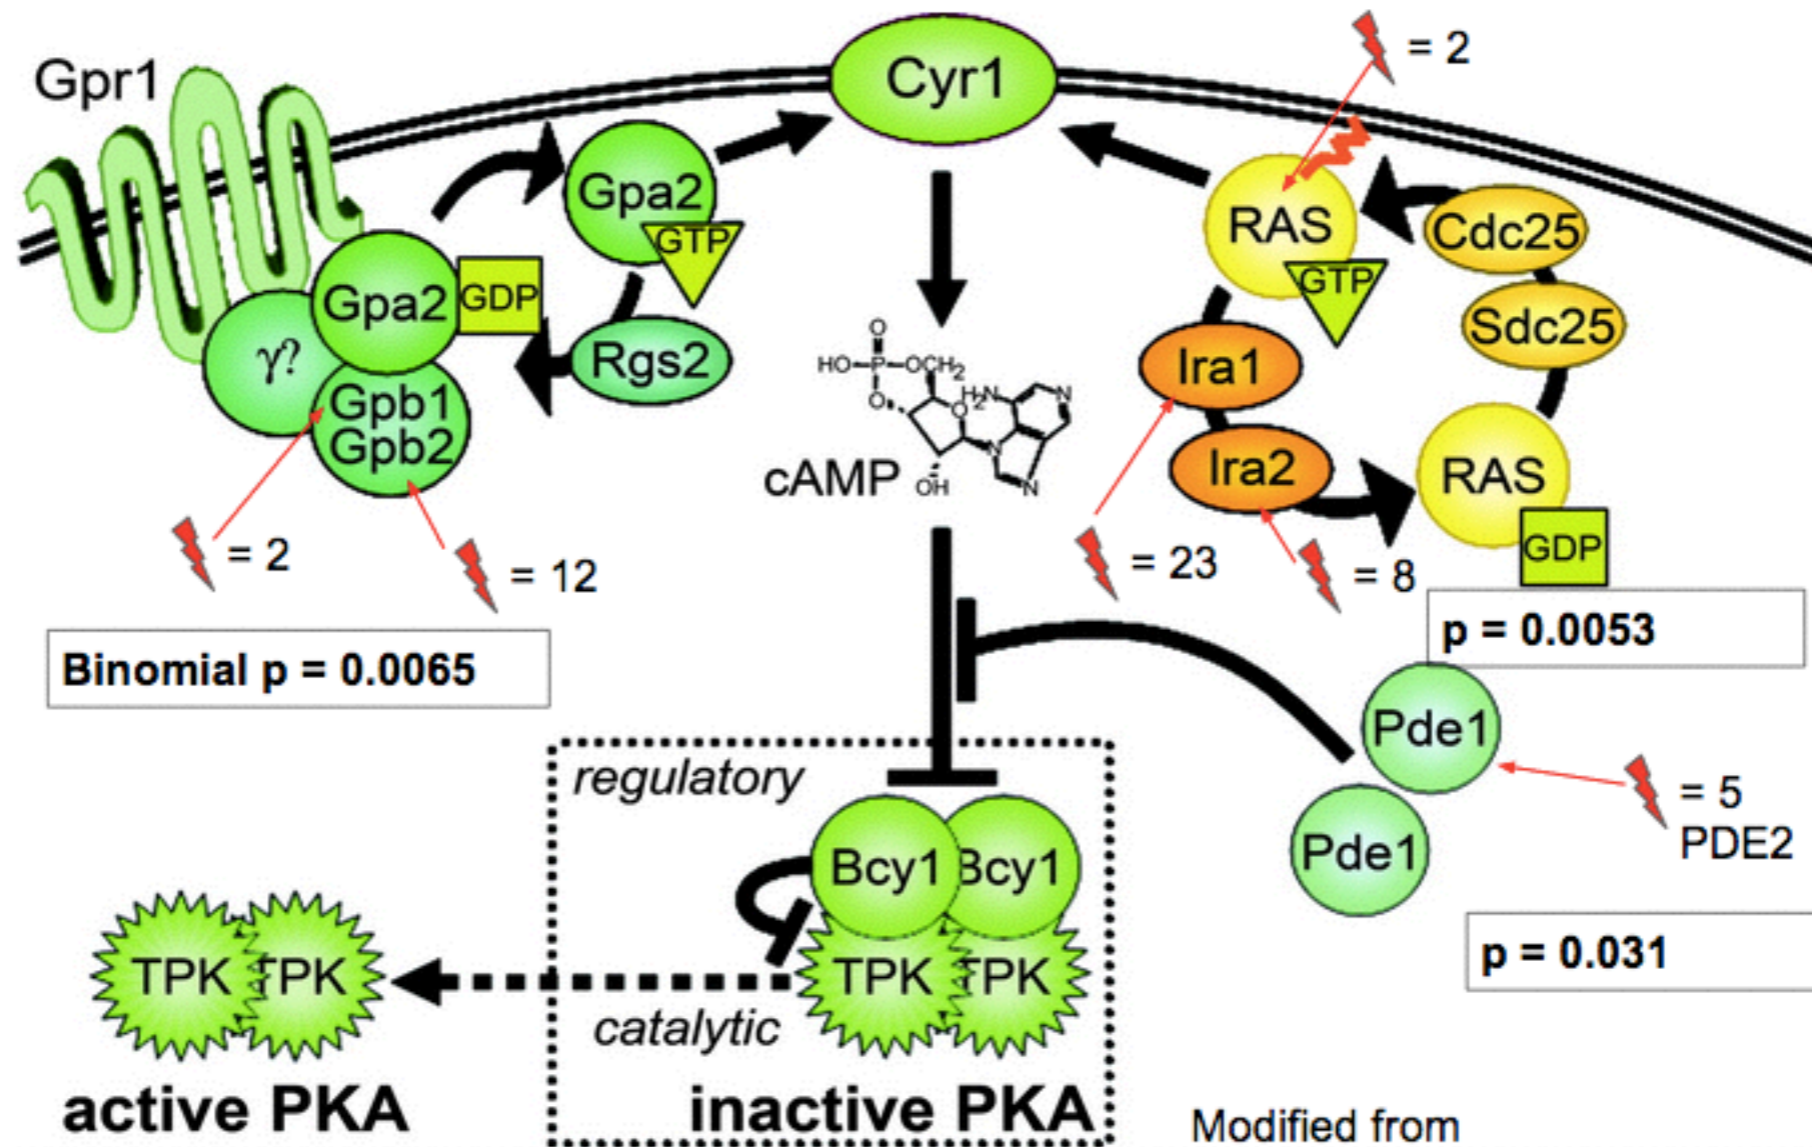 Gpr1
Cyr1
= 2
Gpa2
GTP
RAS
GTP
Cdc25
Gpa2
GDP
Sdc25
γ?
Rgs2
Ira1
Gpb1
Gpb2
O
HO
P
OCH2
O
O
H2N
N
N
N
OH
cAMP
Ira2
RAS
GDP
= 2
= 12
= 23
= 8
Binomial p = 0.0065
p = 0.0053
Pde1
regulatory
= 5
PDE2
Bcy1
Bcy1
Pde1
p = 0.031
TPK
TPK
TPK
TPK
catalytic
active PKA
inactive PKA
Modified from